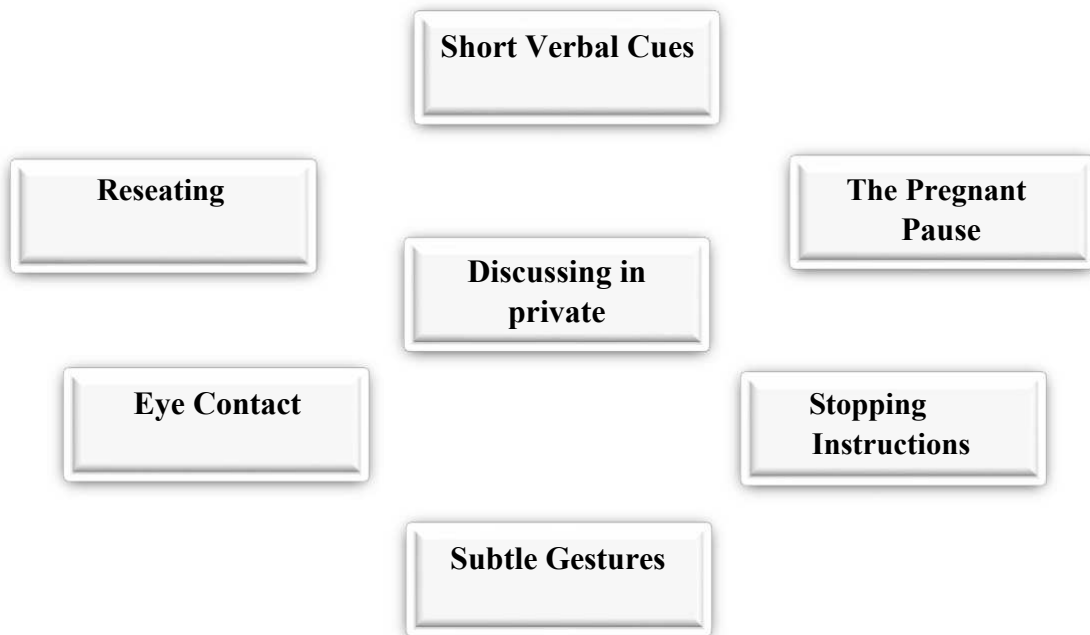 Short Verbal Cues
Reseating
The Pregnant
Pause
Discussing in
private
Eye Contact
Stopping
Instructions
Subtle Gestures